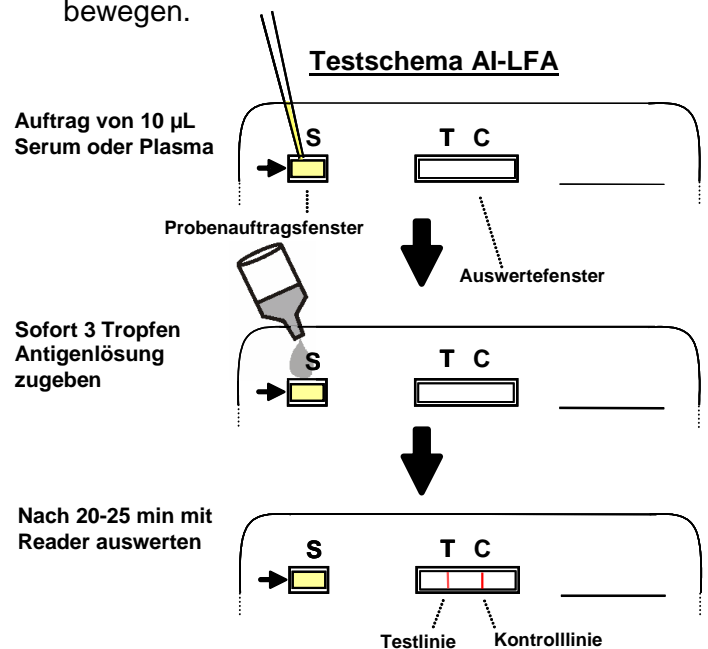 bewegen.
Testschema AI-LFA
Auftrag von 10 µL
Serum oder Plasma
S
T C
Probenauftragsfenster
Auswertefenster
Sofort 3 Tropfen
Antigenlösung
zugeben
S
T C
Nach 20-25 min mit
Reader auswerten
S
T C
Testlinie
Kontrolllinie